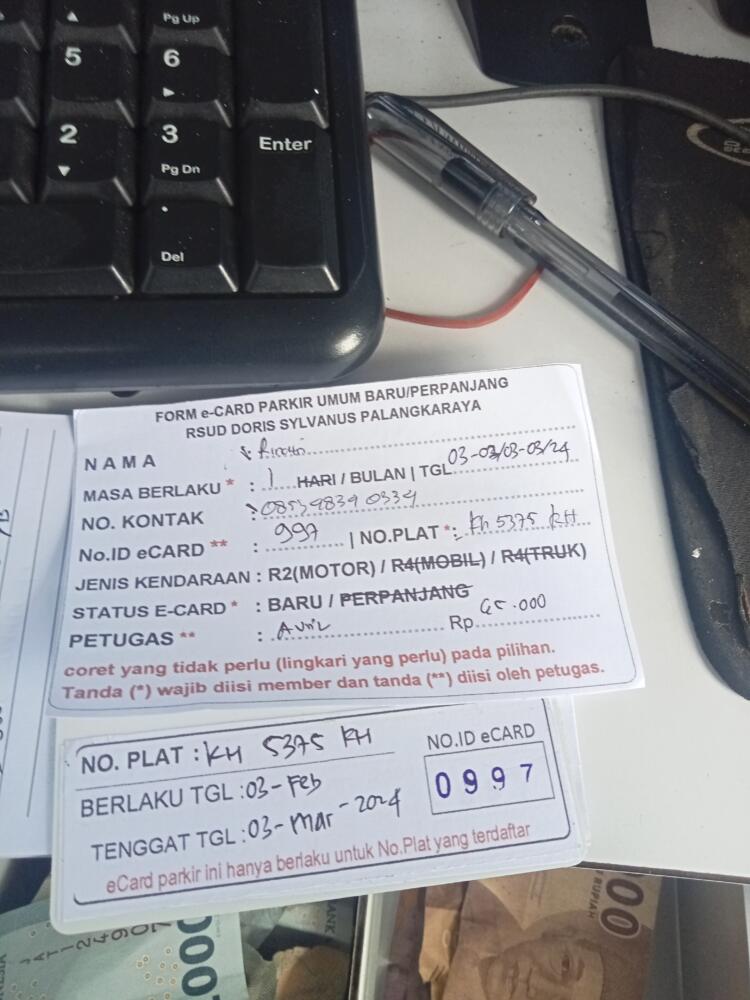 Pg Up
5
6
2
3
Pg Dn
Enter
.
Del
FORM e-CARD PARKIR UMUM BARU/PERPANJANG
RSUD DORIS SYLVANUS PALANGKARAYA
NAMA :
MASA BERLAKU * : 1 HARI / BULAN | TGL 03-03/03-03/24
NO. KONTAK :
No.ID eCARD ** : 997 | NO.PLAT * : KH 5375 KH
JENIS KENDARAAN : R2(MOTOR) / R4(MOBIL) / R4(TRUK)
STATUS E-CARD * : BARU / PERPANJANG
PETUGAS ** : Rp 95.000
coret yang tidak perlu (lingkari yang perlu) pada pilihan.
Tanda (*) wajib diisi member dan tanda (**) diisi oleh petugas.
NO. PLAT : KH 5375 KH
NO.ID eCARD
0997
BERLAKU TGL : 03-Feb
TENGGAT TGL : 03-Mar-2024
eCard parkir ini hanya berlaku untuk No.Plat yang terdaftar
000
00
RUPIAH